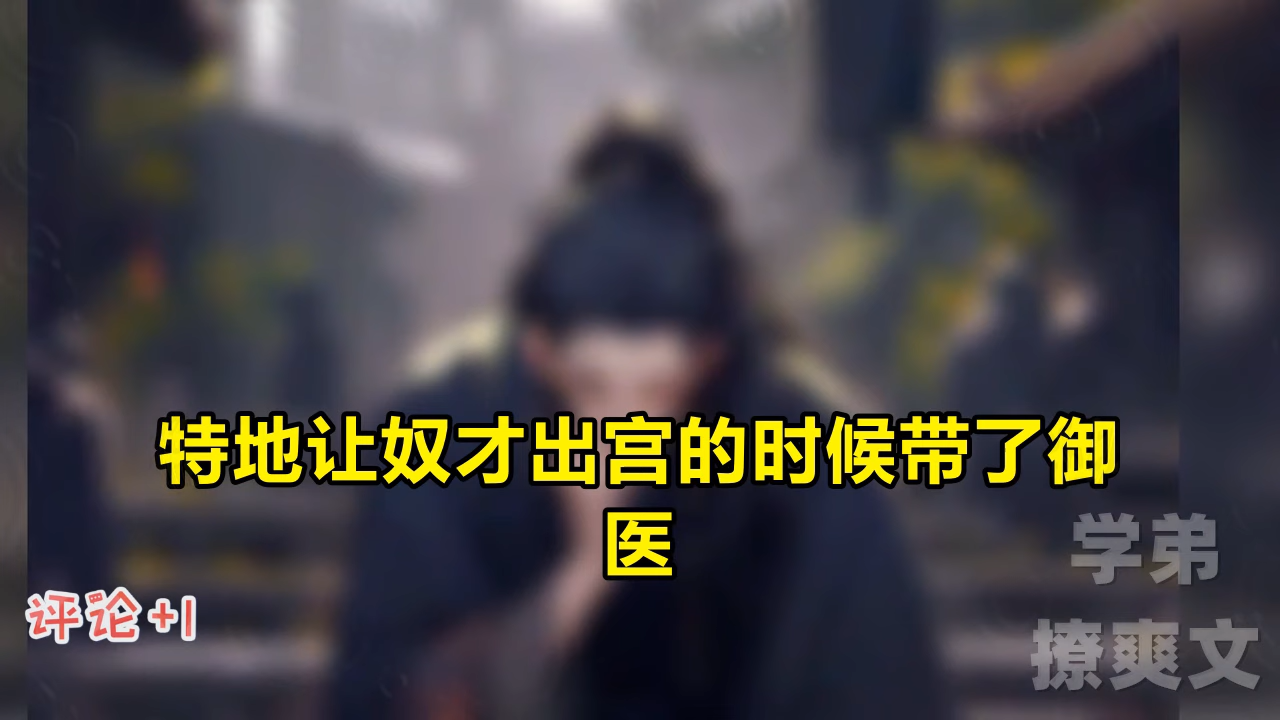 特地让奴才出宫的时候带了御
医
学弟
评论+1
撩爽文